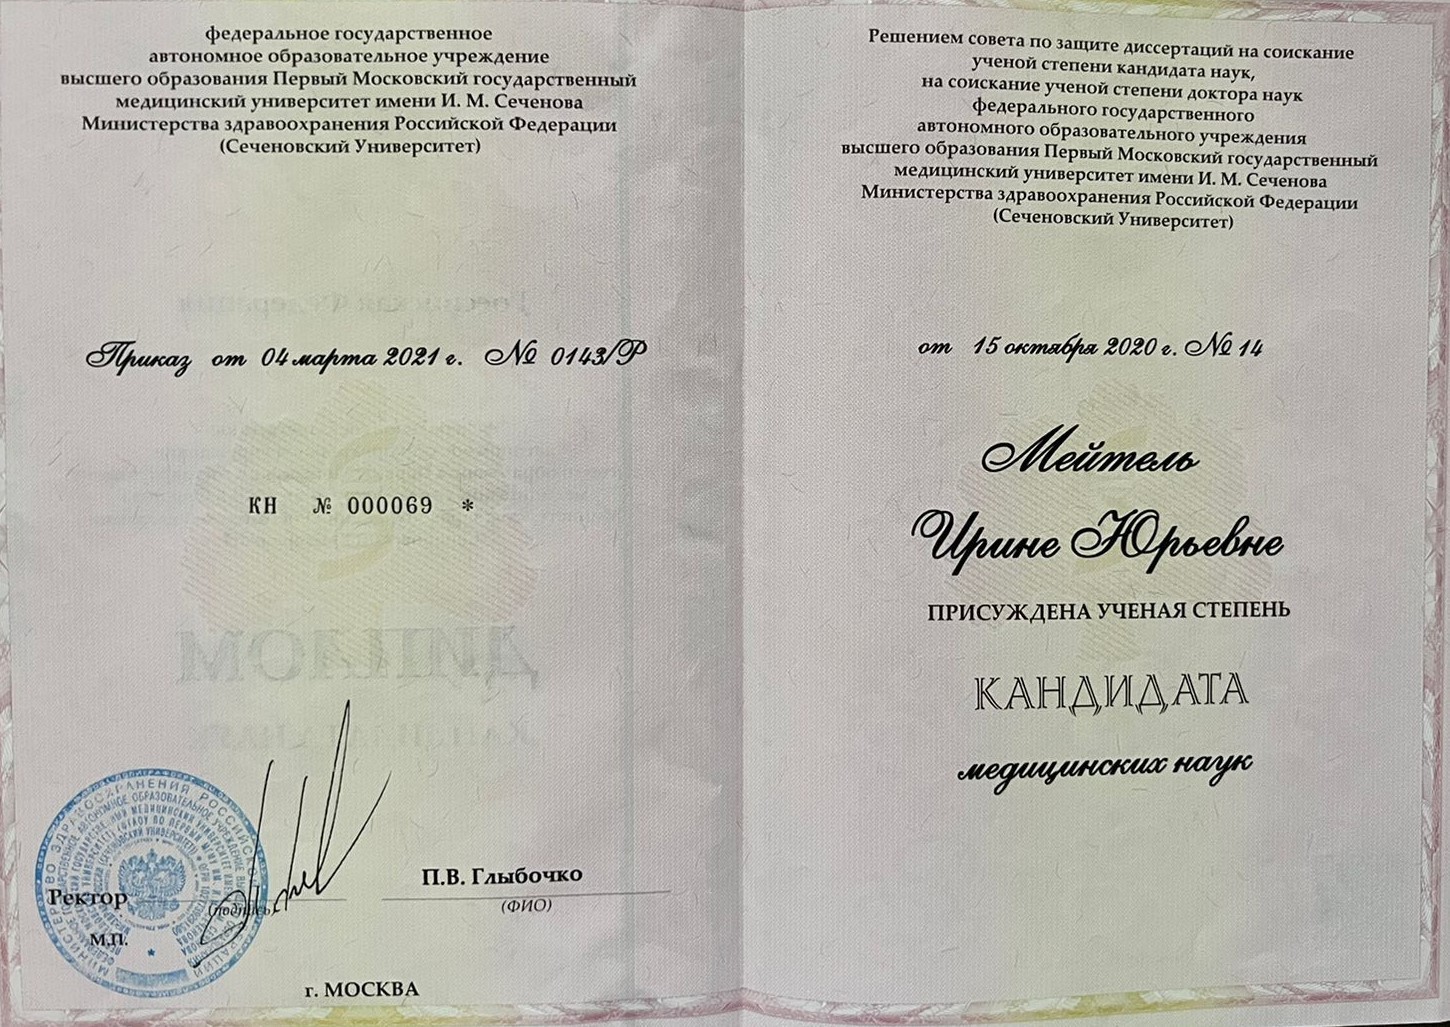 федеральное государственное
автономное образовательное учреждение
высшего образования Первый Московский государственный
медицинский университет имени И. М. Сеченова
Министерства здравоохранения Российской Федерации
(Сеченовский Университет)
Приказ от 04 марта 2021 г. № 0143/Р
КН № 000069 *
Ректор
(подпись)
П.В. Глыбочко
(ФИО)
М.П.
г. МОСКВА
Решением совета по защите диссертаций на соискание
ученой степени кандидата наук,
на соискание ученой степени доктора наук
федерального государственного
автономного образовательного учреждения
высшего образования Первый Московский государственный
медицинский университет имени И. М. Сеченова
Министерства здравоохранения Российской Федерации
(Сеченовский Университет)
от 15 октября 2020 г. № 14
Мейтель
Ирине Юрьевне
ПРИСУЖДЕНА УЧЕНАЯ СТЕПЕНЬ
КАНДИДАТА
медицинских наук